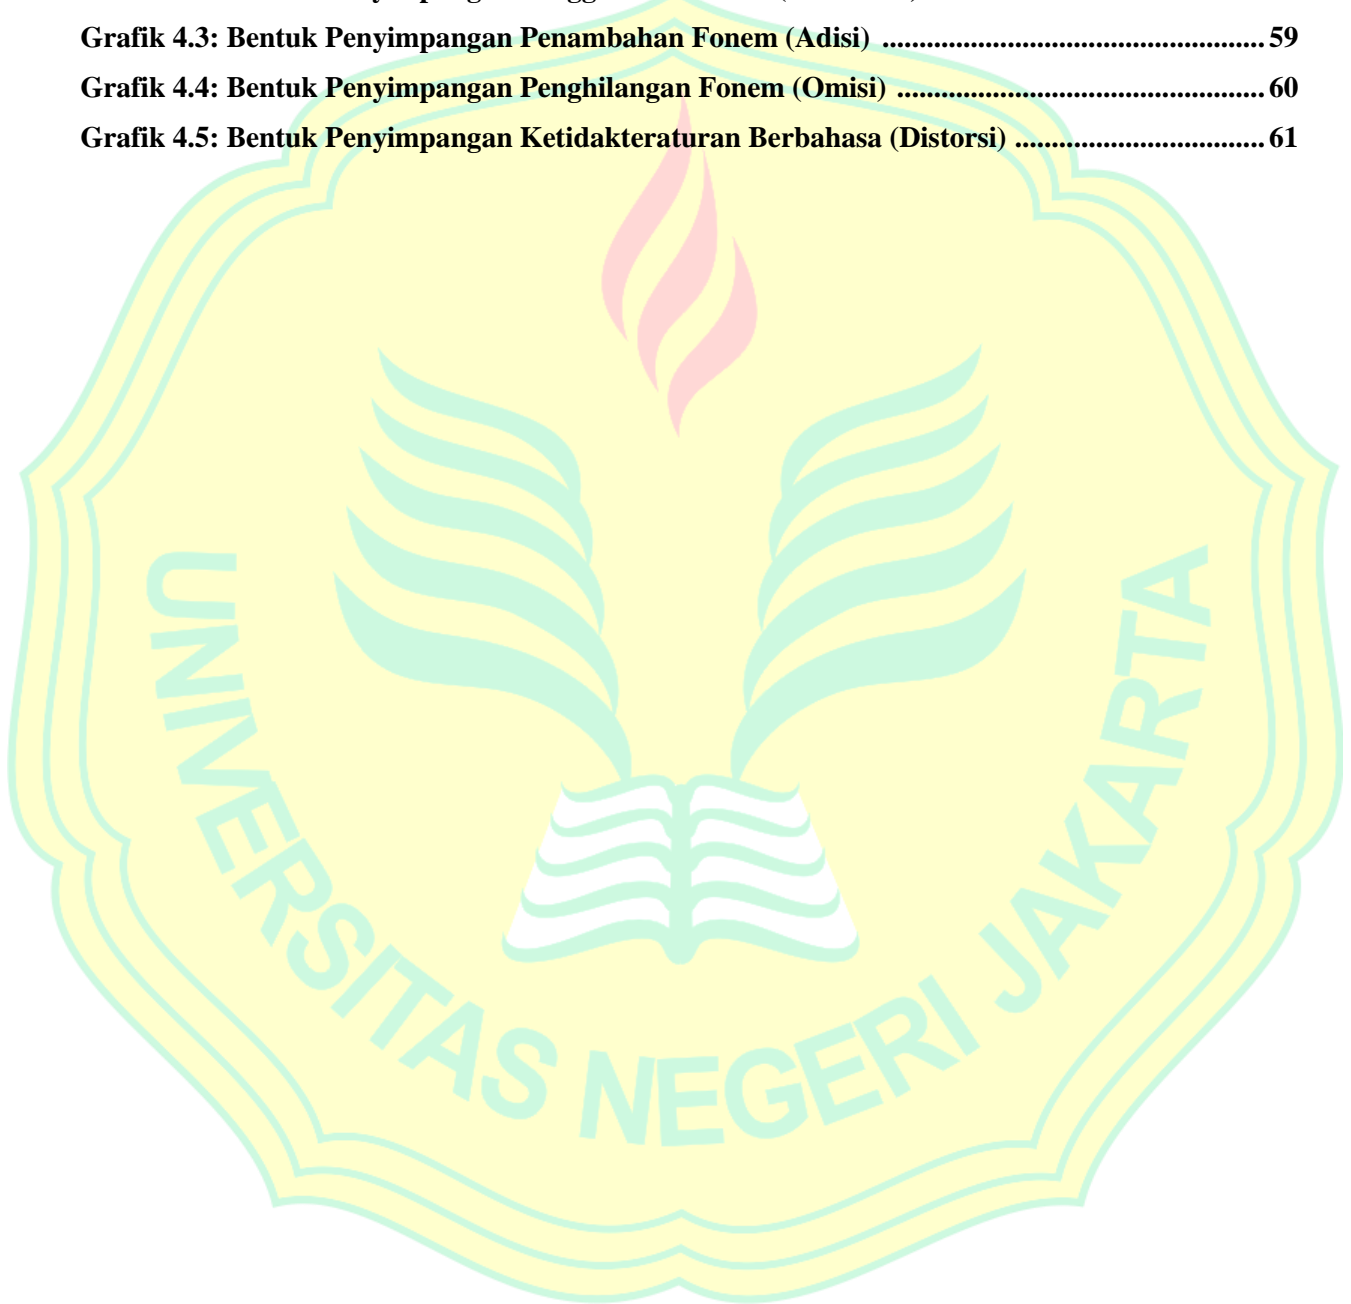 Grafik 4.3: Bentuk Penyimpangan Penambahan Fonem (Adisi) .................................................... 59
Grafik 4.4: Bentuk Penyimpangan Penghilangan Fonem (Omisi) .................................................. 60
Grafik 4.5: Bentuk Penyimpangan Ketidakteraturan Berbahasa (Distorsi) .................................. 61
UNIVERSITAS NEGERI JAKARTA